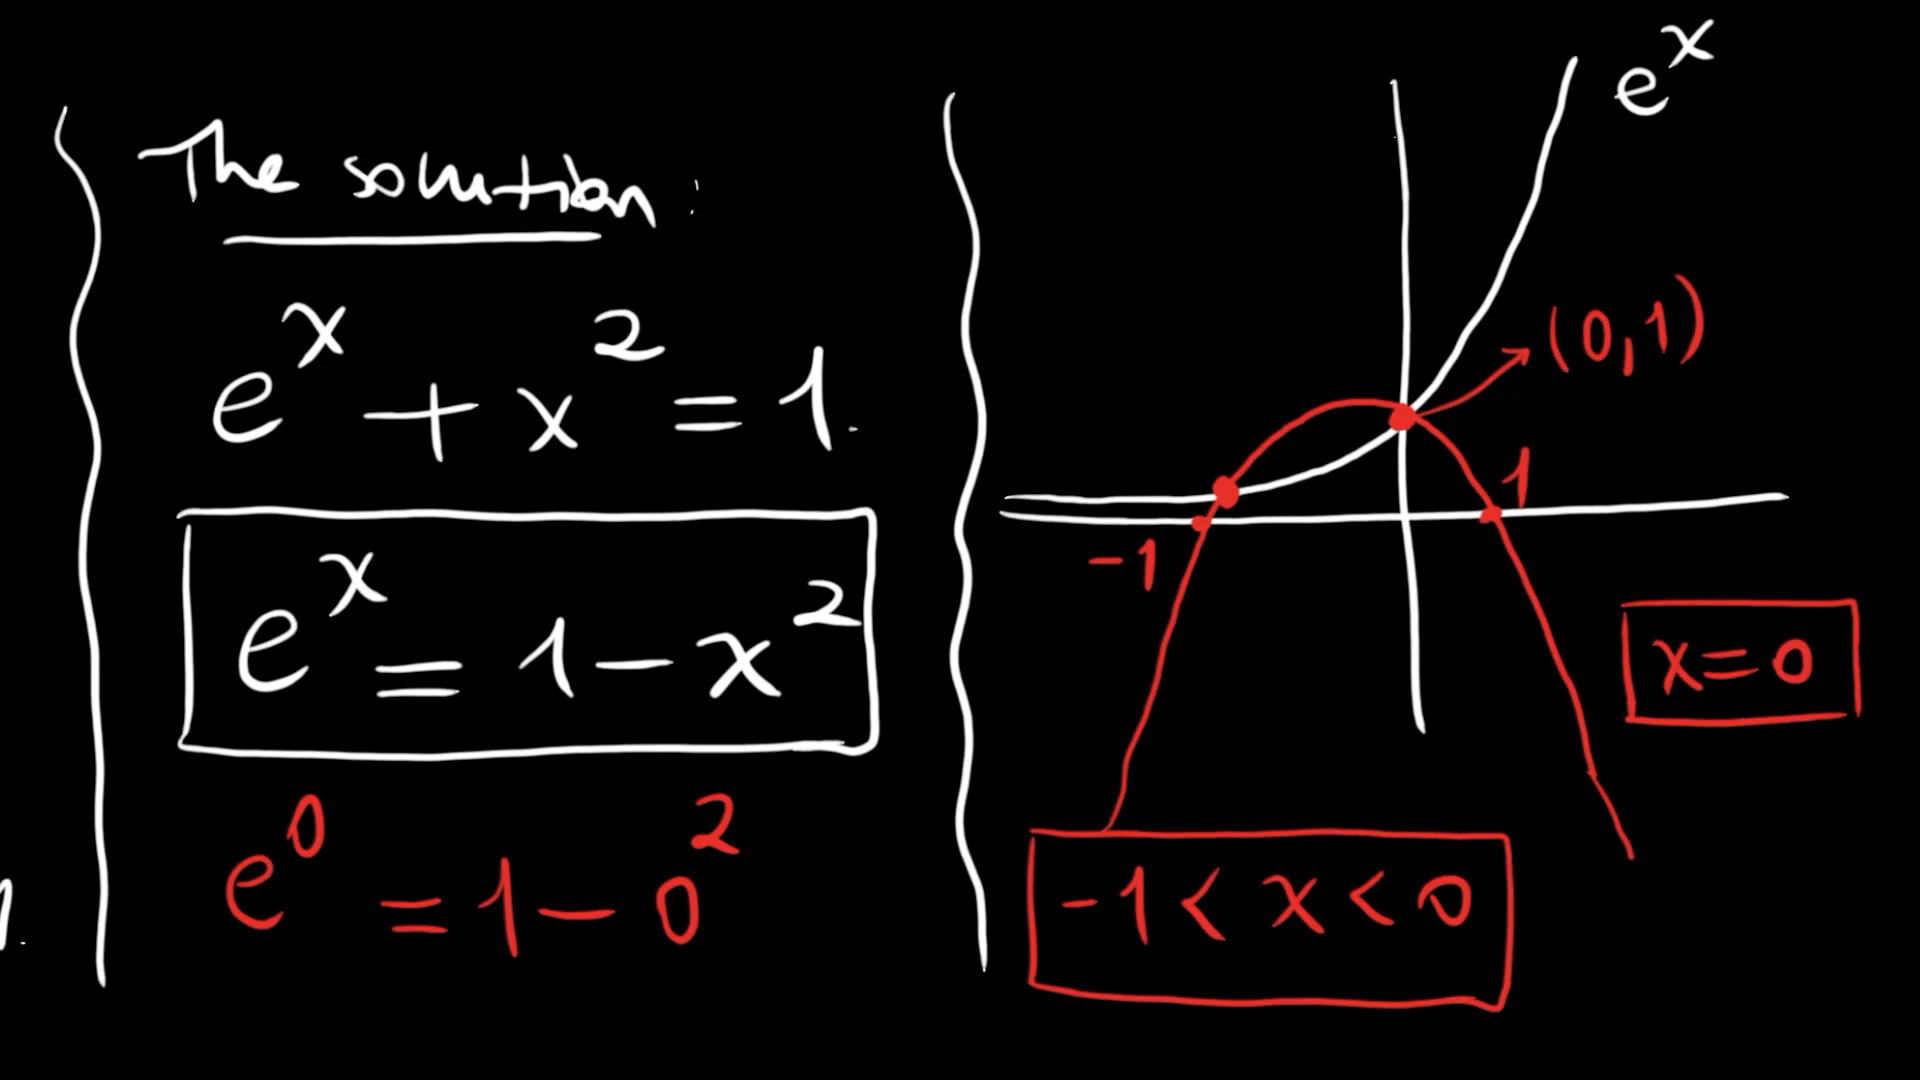 The solution:
e^x + x^2 = 1.
e^x = 1 - x^2
e^0 = 1 - 0^2
e^x
(0, 1)
1
-1
x = 0
-1 < x < 0